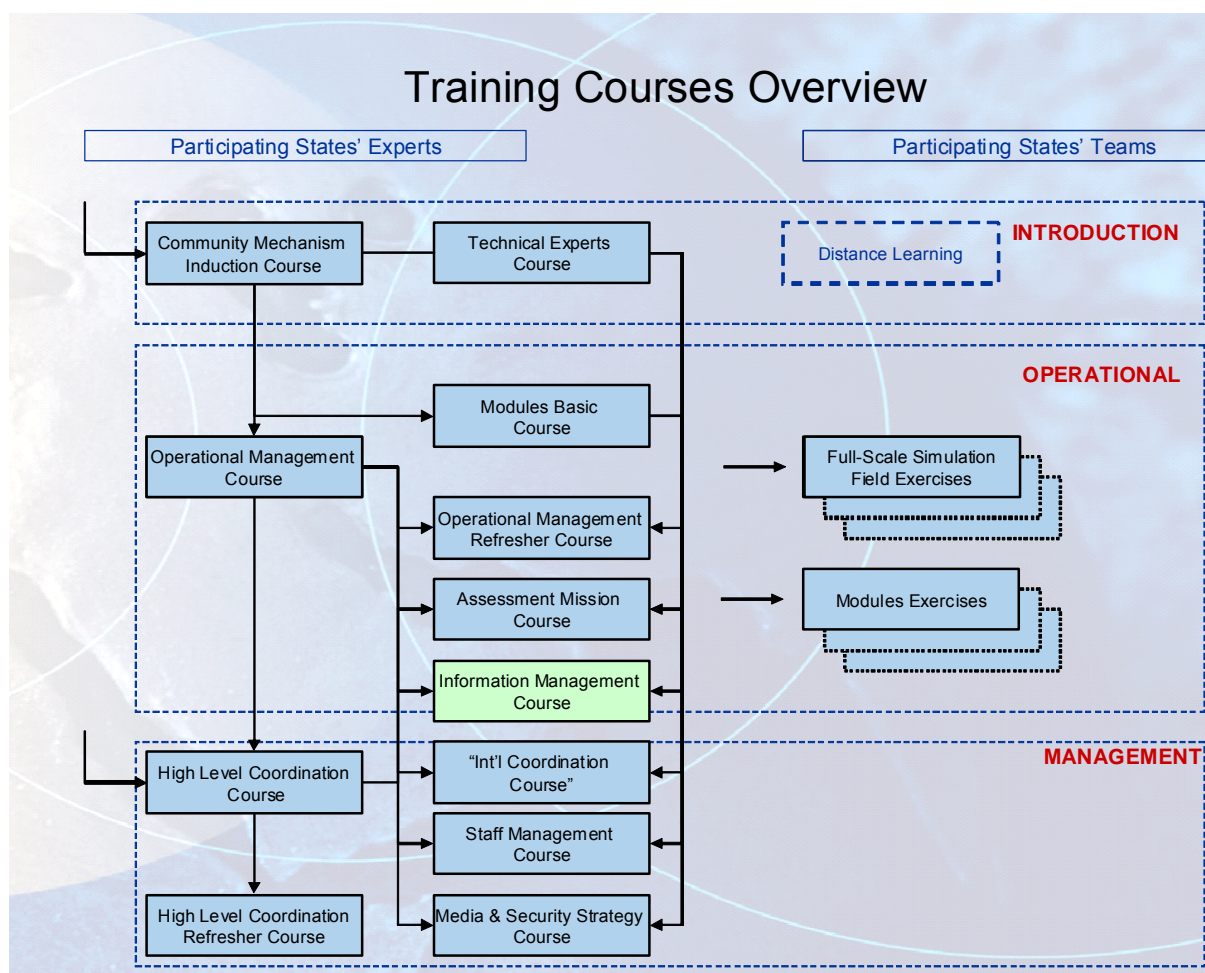 Training Courses Overview
Participating States’ Experts
Participating States’ Teams
INTRODUCTION
Community Mechanism
Induction Course
Technical Experts
Course
Distance Learning
OPERATIONAL
Modules Basic
Course
Operational Management
Course
Full-Scale Simulation
Field Exercises
Operational Management
Refresher Course
Assessment Mission
Course
Modules Exercises
Information Management
Course
MANAGEMENT
High Level Coordination
Course
“Int’l Coordination
Course”
Staff Management
Course
High Level Coordination
Refresher Course
Media & Security Strategy
Course